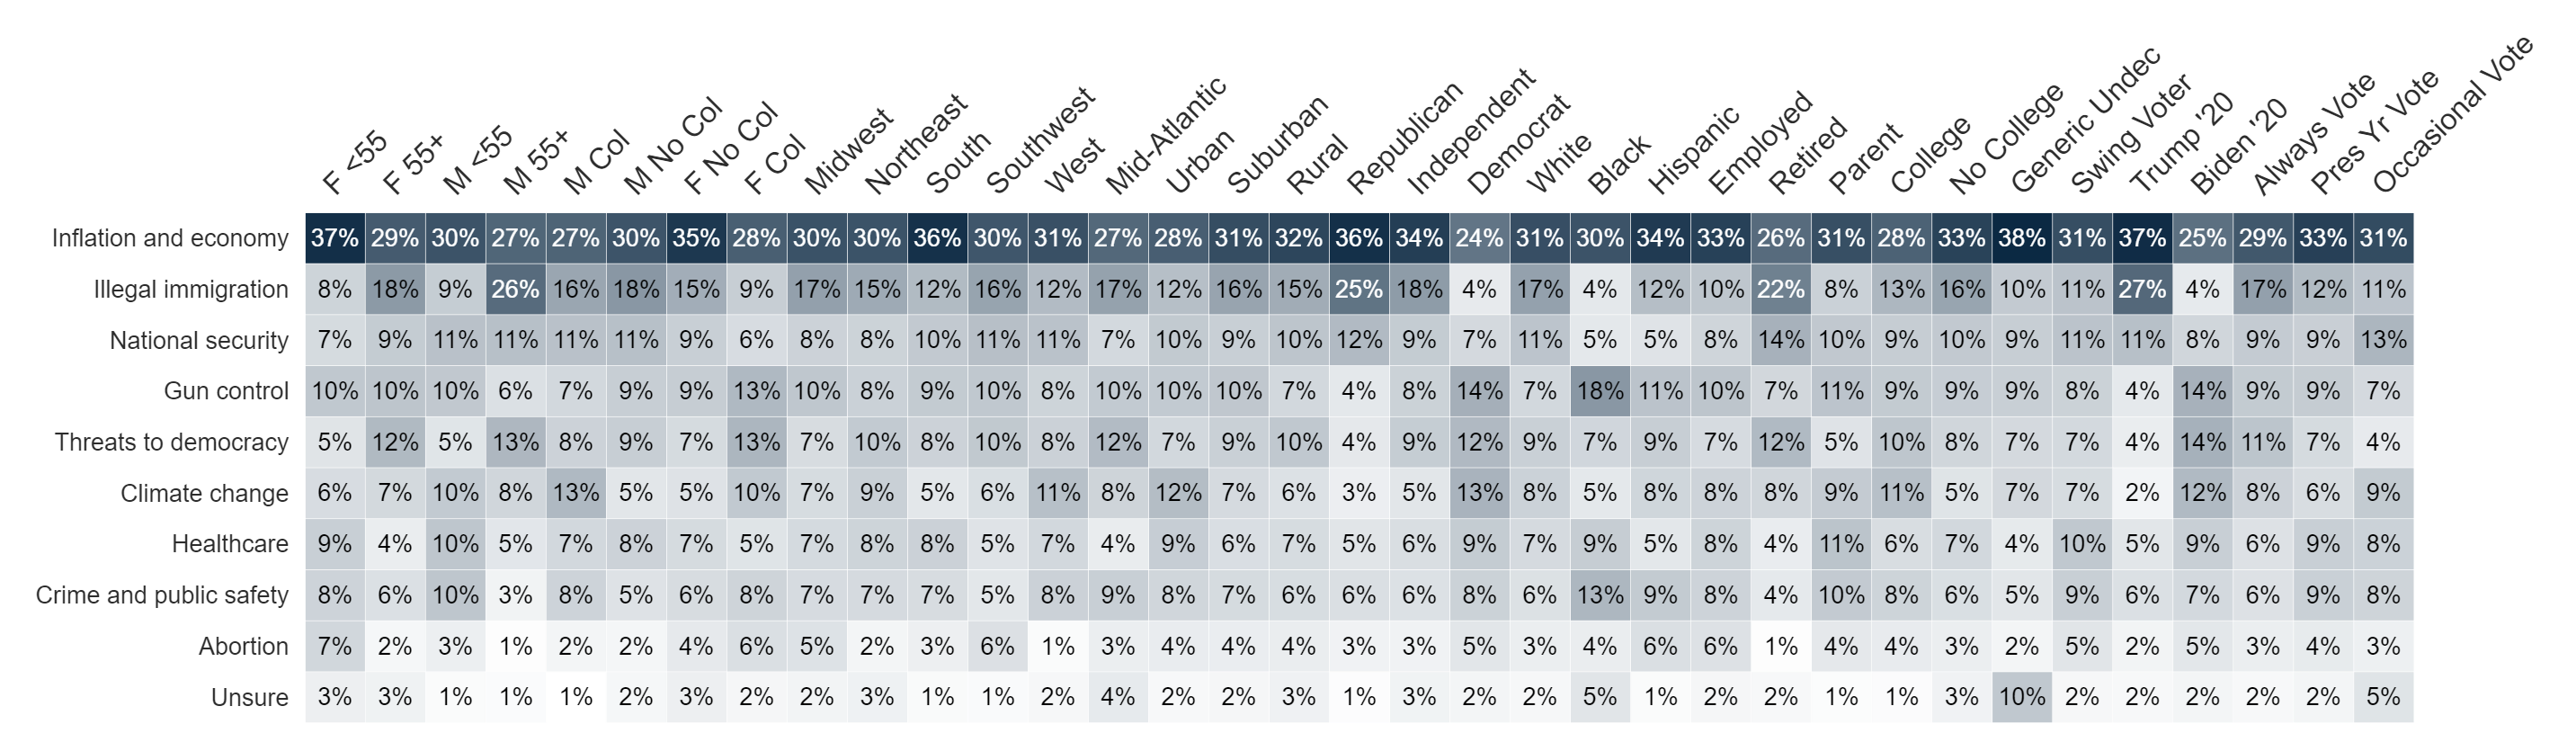 F <55 F 55+ M <55 M 55+ M Col M No Col F No Col F Col Midwest Northeast South Southwest West Mid-Atlantic Urban Suburban Rural Republican Independent Democrat White Black Hispanic Employed Retired Parent College No College Generic Undec Swing Voter Trump '20 Biden '20 Always Vote Pres Yr Vote Occasional Vote
Inflation and economy 37% 29% 30% 27% 27% 30% 35% 28% 30% 30% 36% 30% 31% 27% 28% 31% 32% 36% 34% 24% 31% 30% 34% 33% 26% 31% 28% 33% 38% 31% 37% 25% 29% 33% 31%
Illegal immigration 8% 18% 9% 26% 16% 18% 15% 9% 17% 15% 12% 16% 12% 17% 12% 16% 15% 25% 18% 4% 17% 4% 12% 10% 22% 8% 13% 16% 10% 11% 27% 4% 17% 12% 11%
National security 7% 9% 11% 11% 11% 11% 9% 6% 8% 8% 10% 11% 11% 7% 10% 9% 10% 12% 9% 7% 11% 5% 5% 8% 14% 10% 9% 10% 9% 11% 11% 8% 9% 9% 13%
Gun control 10% 10% 10% 6% 7% 9% 9% 13% 10% 8% 9% 10% 8% 10% 10% 10% 7% 4% 8% 14% 7% 18% 11% 10% 7% 11% 9% 9% 9% 8% 4% 14% 9% 9% 7%
Threats to democracy 5% 12% 5% 13% 8% 9% 7% 13% 7% 10% 8% 10% 8% 12% 7% 9% 10% 4% 9% 12% 9% 7% 9% 7% 12% 5% 10% 8% 7% 7% 4% 14% 11% 7% 4%
Climate change 6% 7% 10% 8% 13% 5% 5% 10% 7% 9% 5% 6% 11% 8% 12% 7% 6% 3% 5% 13% 8% 5% 8% 8% 8% 9% 11% 5% 7% 7% 2% 12% 8% 6% 9%
Healthcare 9% 4% 10% 5% 7% 8% 7% 5% 7% 8% 8% 5% 7% 4% 9% 6% 7% 5% 6% 9% 7% 9% 5% 8% 4% 11% 6% 7% 4% 10% 5% 9% 6% 9% 8%
Crime and public safety 8% 6% 10% 3% 8% 5% 6% 8% 7% 7% 7% 5% 8% 9% 8% 7% 6% 6% 6% 8% 6% 13% 9% 8% 4% 10% 8% 6% 5% 9% 6% 7% 6% 9% 8%
Abortion 7% 2% 3% 1% 2% 2% 4% 6% 5% 2% 3% 6% 1% 3% 4% 4% 4% 3% 3% 5% 3% 4% 6% 6% 1% 4% 4% 3% 2% 5% 2% 5% 3% 4% 3%
Unsure 3% 3% 1% 1% 1% 2% 3% 2% 2% 3% 1% 1% 2% 4% 2% 2% 3% 1% 3% 2% 2% 5% 1% 2% 2% 1% 1% 3% 10% 2% 2% 2% 2% 2% 5%